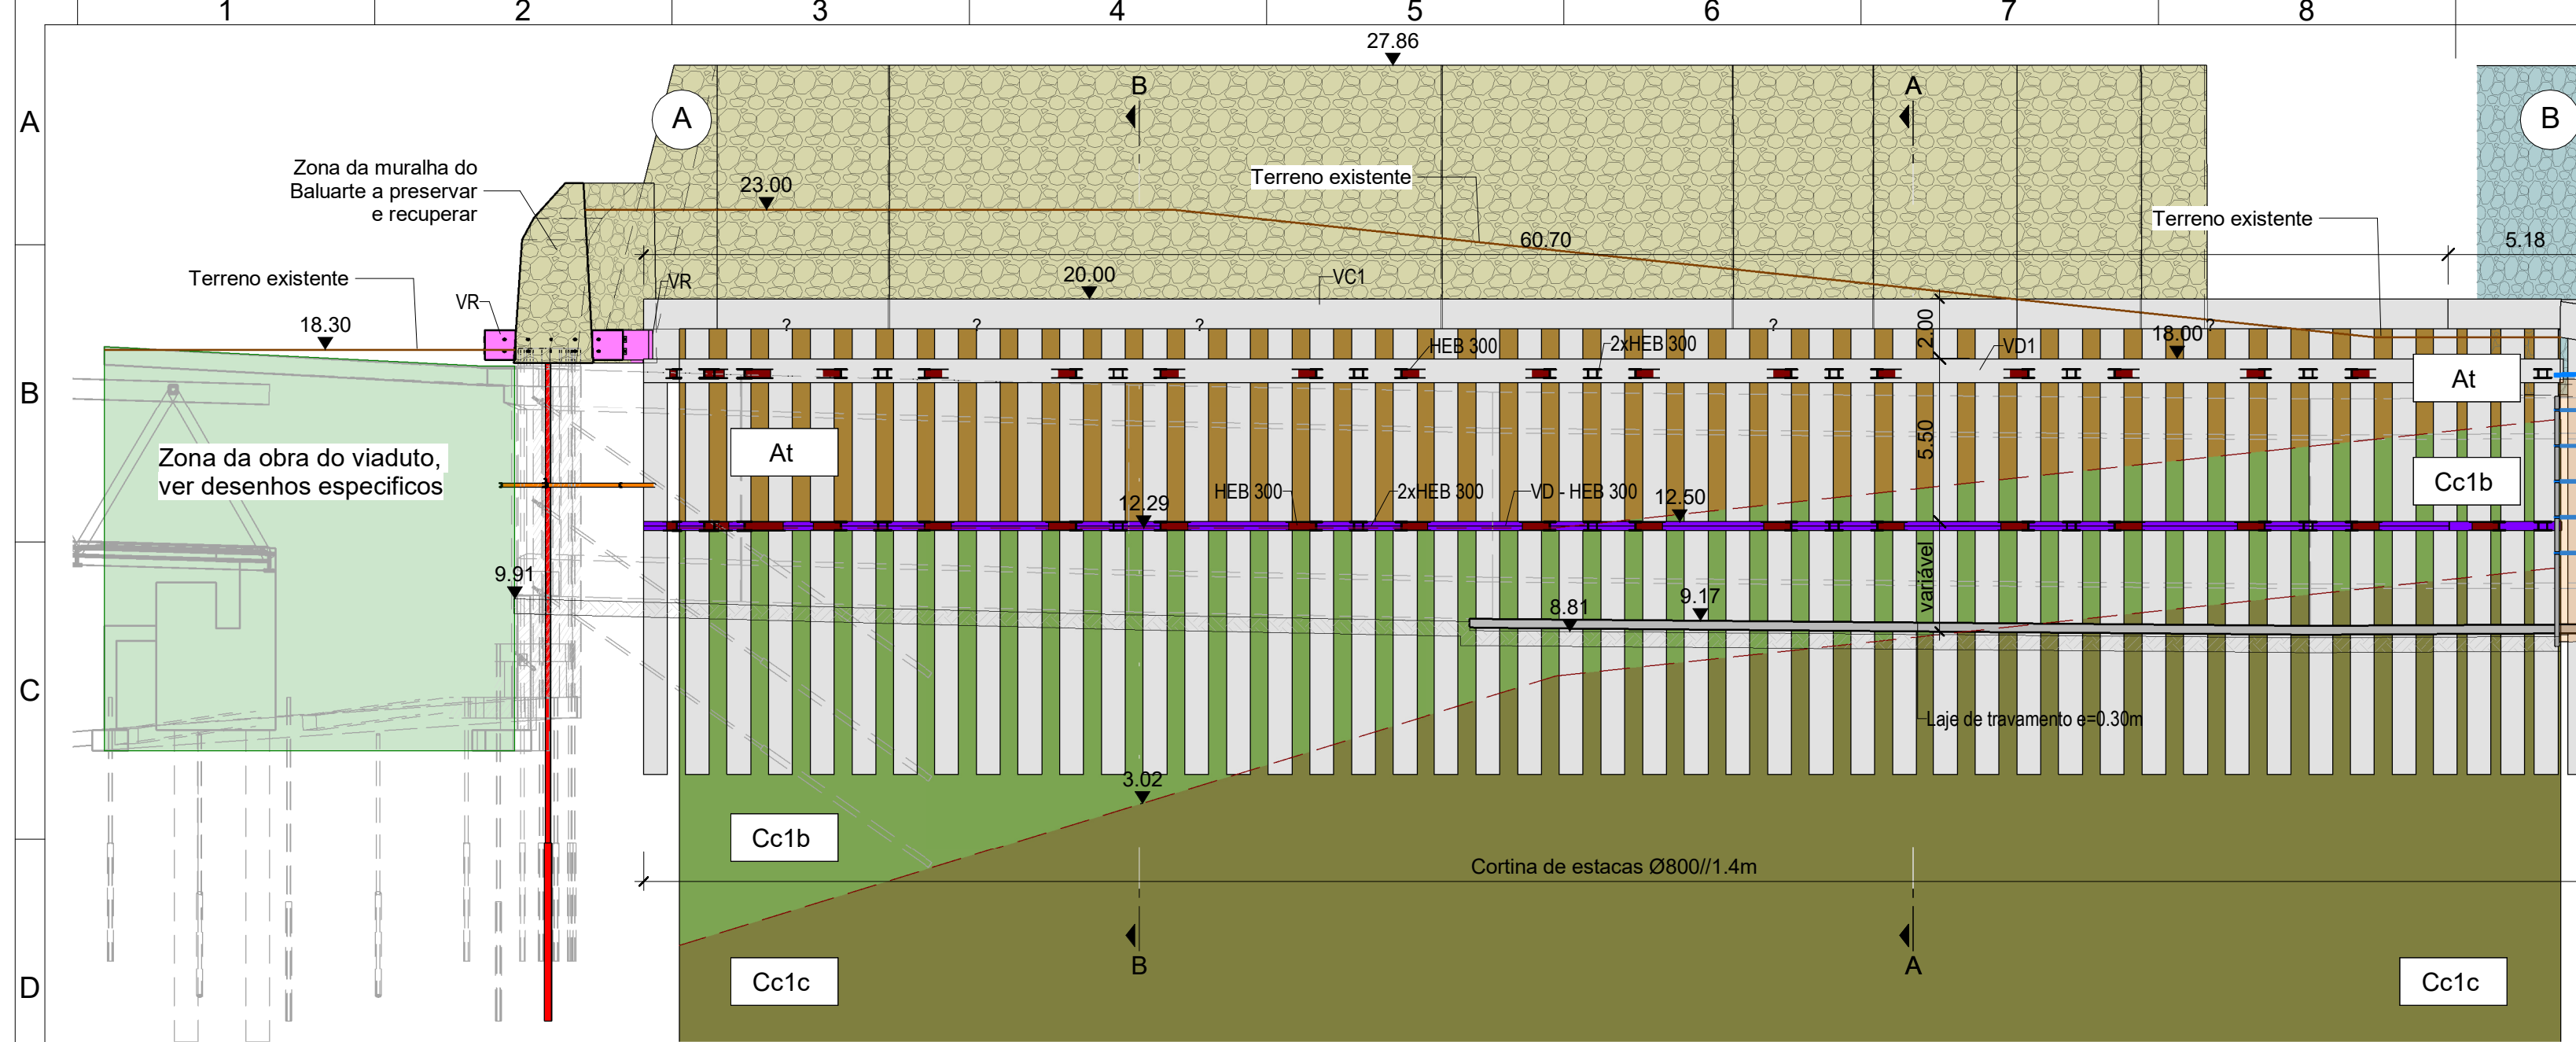 1 2 3 4 5 6 7 8
27.86
A
B
A
B
A
B
Zona da muralha do
Baluarte a preservar
e recuperar
23.00
Terreno existente
Terreno existente
60.70
5.18
Terreno existente
20.00
VC1
VR
VR
18.30
? ? ? ? ?
2.00
18.00
HEB 300
2xHEB 300
VD1
B
At
At
5.50
Zona da obra do viaduto,
ver desenhos especificos
Cc1b
12.29
HEB 300
2xHEB 300
VD - HEB 300
12.50
9.91
variável
8.81
9.17
C
Laje de travamento e=0.30m
3.02
Cc1b
Cortina de estacas Ø800//1.4m
B
A
D
Cc1c
Cc1c